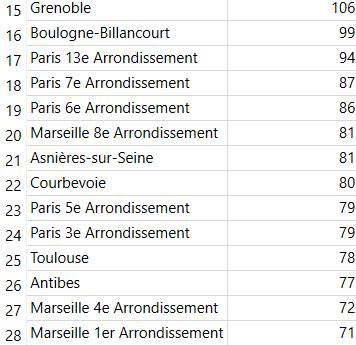 15 Grenoble 106
16 Boulogne-Billancourt 99
17 Paris 13e Arrondissement 94
18 Paris 7e Arrondissement 87
19 Paris 6e Arrondissement 86
20 Marseille 8e Arrondissement 81
21 Asnières-sur-Seine 81
22 Courbevoie 80
23 Paris 5e Arrondissement 79
24 Paris 3e Arrondissement 79
25 Toulouse 78
26 Antibes 77
27 Marseille 4e Arrondissement 72
28 Marseille 1er Arrondissement 71